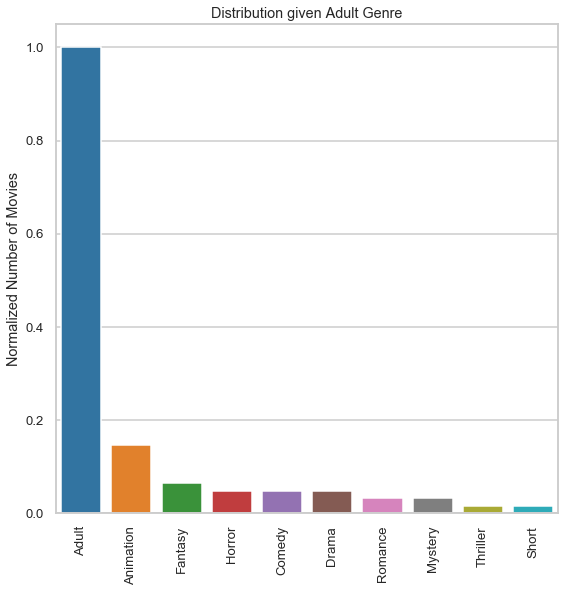 Distribution given Adult Genre
Normalized Number of Movies
1.0
0.8
0.6
0.4
0.2
0.0
Adult
Animation
Fantasy
Horror
Comedy
Drama
Romance
Mystery
Thriller
Short